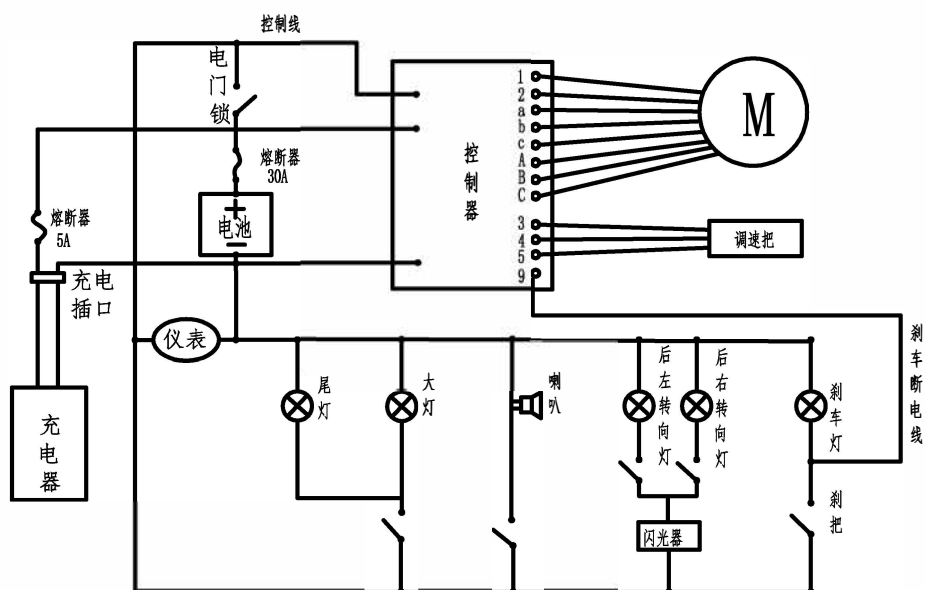 控制线
电门锁
熔断器
30A
电池
熔断器
5A
充电
插口
充电器
控制器
1
2
a
b
c
A
B
C
3
4
5
9
M
调速把
仪表
尾灯
大灯
喇叭
后左转向灯
后右转向灯
刹车灯
刹车断电线
闪光器
刹把